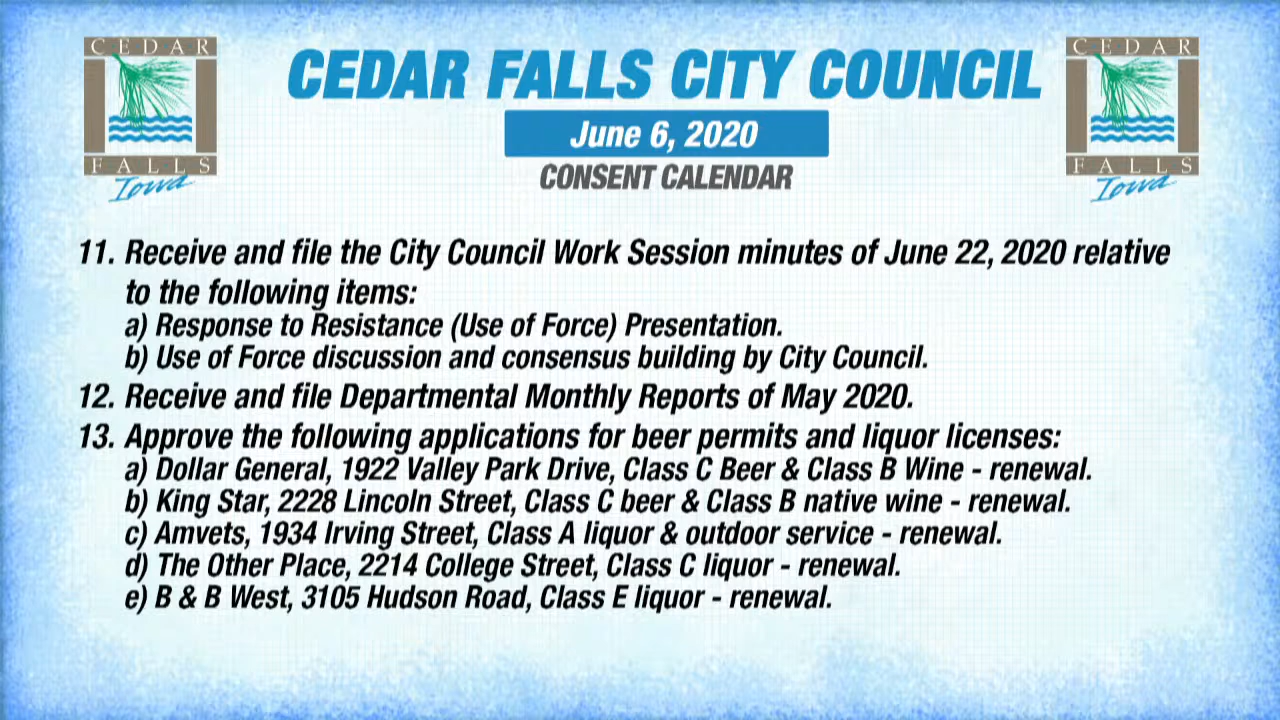 CEDAR
FALLS
Iowa
CEDAR FALLS CITY COUNCIL
June 6, 2020
CONSENT CALENDAR
CEDAR
FALLS
Iowa
11. Receive and file the City Council Work Session minutes of June 22, 2020 relative
to the following items:
a) Response to Resistance (Use of Force) Presentation.
b) Use of Force discussion and consensus building by City Council.
12. Receive and file Departmental Monthly Reports of May 2020.
13. Approve the following applications for beer permits and liquor licenses:
a) Dollar General, 1922 Valley Park Drive, Class C Beer & Class B Wine - renewal.
b) King Star, 2228 Lincoln Street, Class C beer & Class B native wine - renewal.
c) Amvets, 1934 Irving Street, Class A liquor & outdoor service - renewal.
d) The Other Place, 2214 College Street, Class C liquor - renewal.
e) B & B West, 3105 Hudson Road, Class E liquor - renewal.